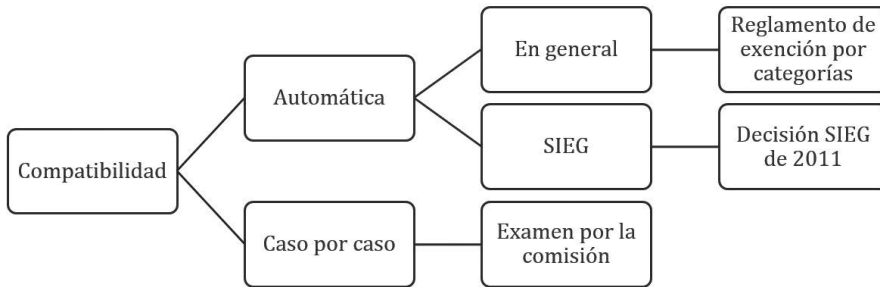 Compatibilidad
Automática
En general
Reglamento de
exención por
categorías
SIEG
Decisión SIEG
de 2011
Caso por caso
Examen por la
comisión